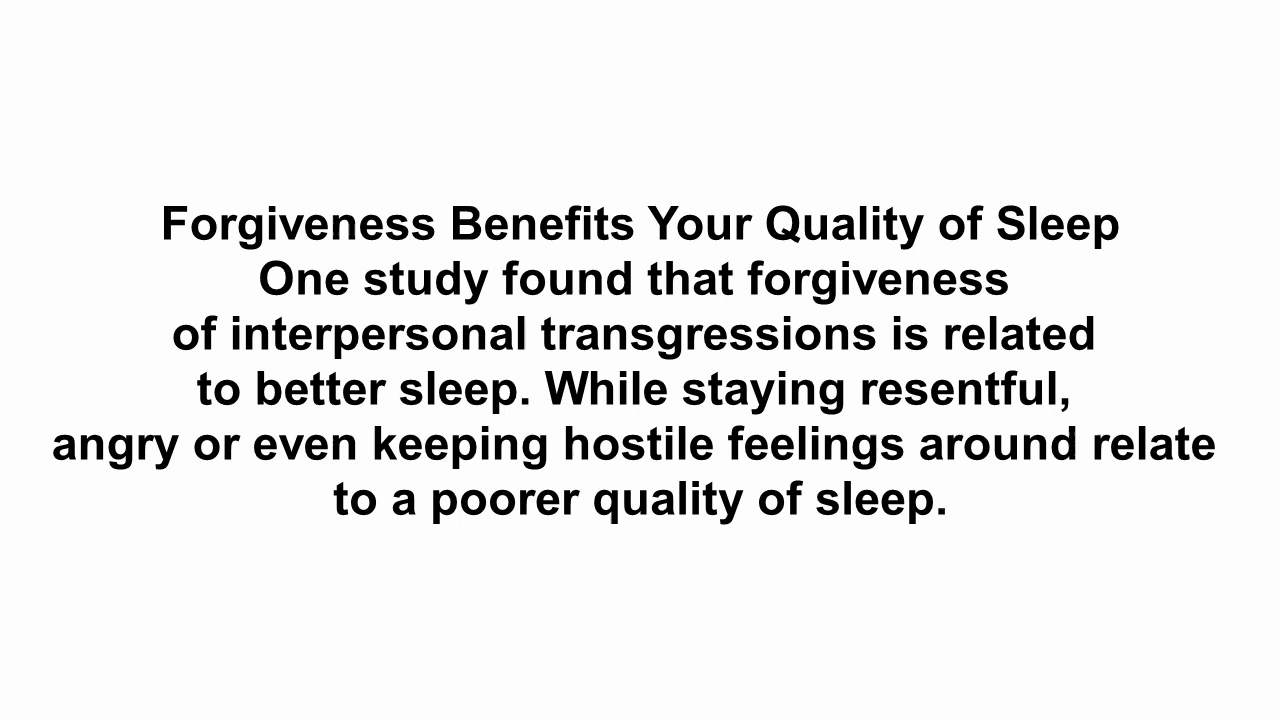 Forgiveness Benefits Your Quality of Sleep
One study found that forgiveness
of interpersonal transgressions is related
to better sleep. While staying resentful,
angry or even keeping hostile feelings around relate
to a poorer quality of sleep.